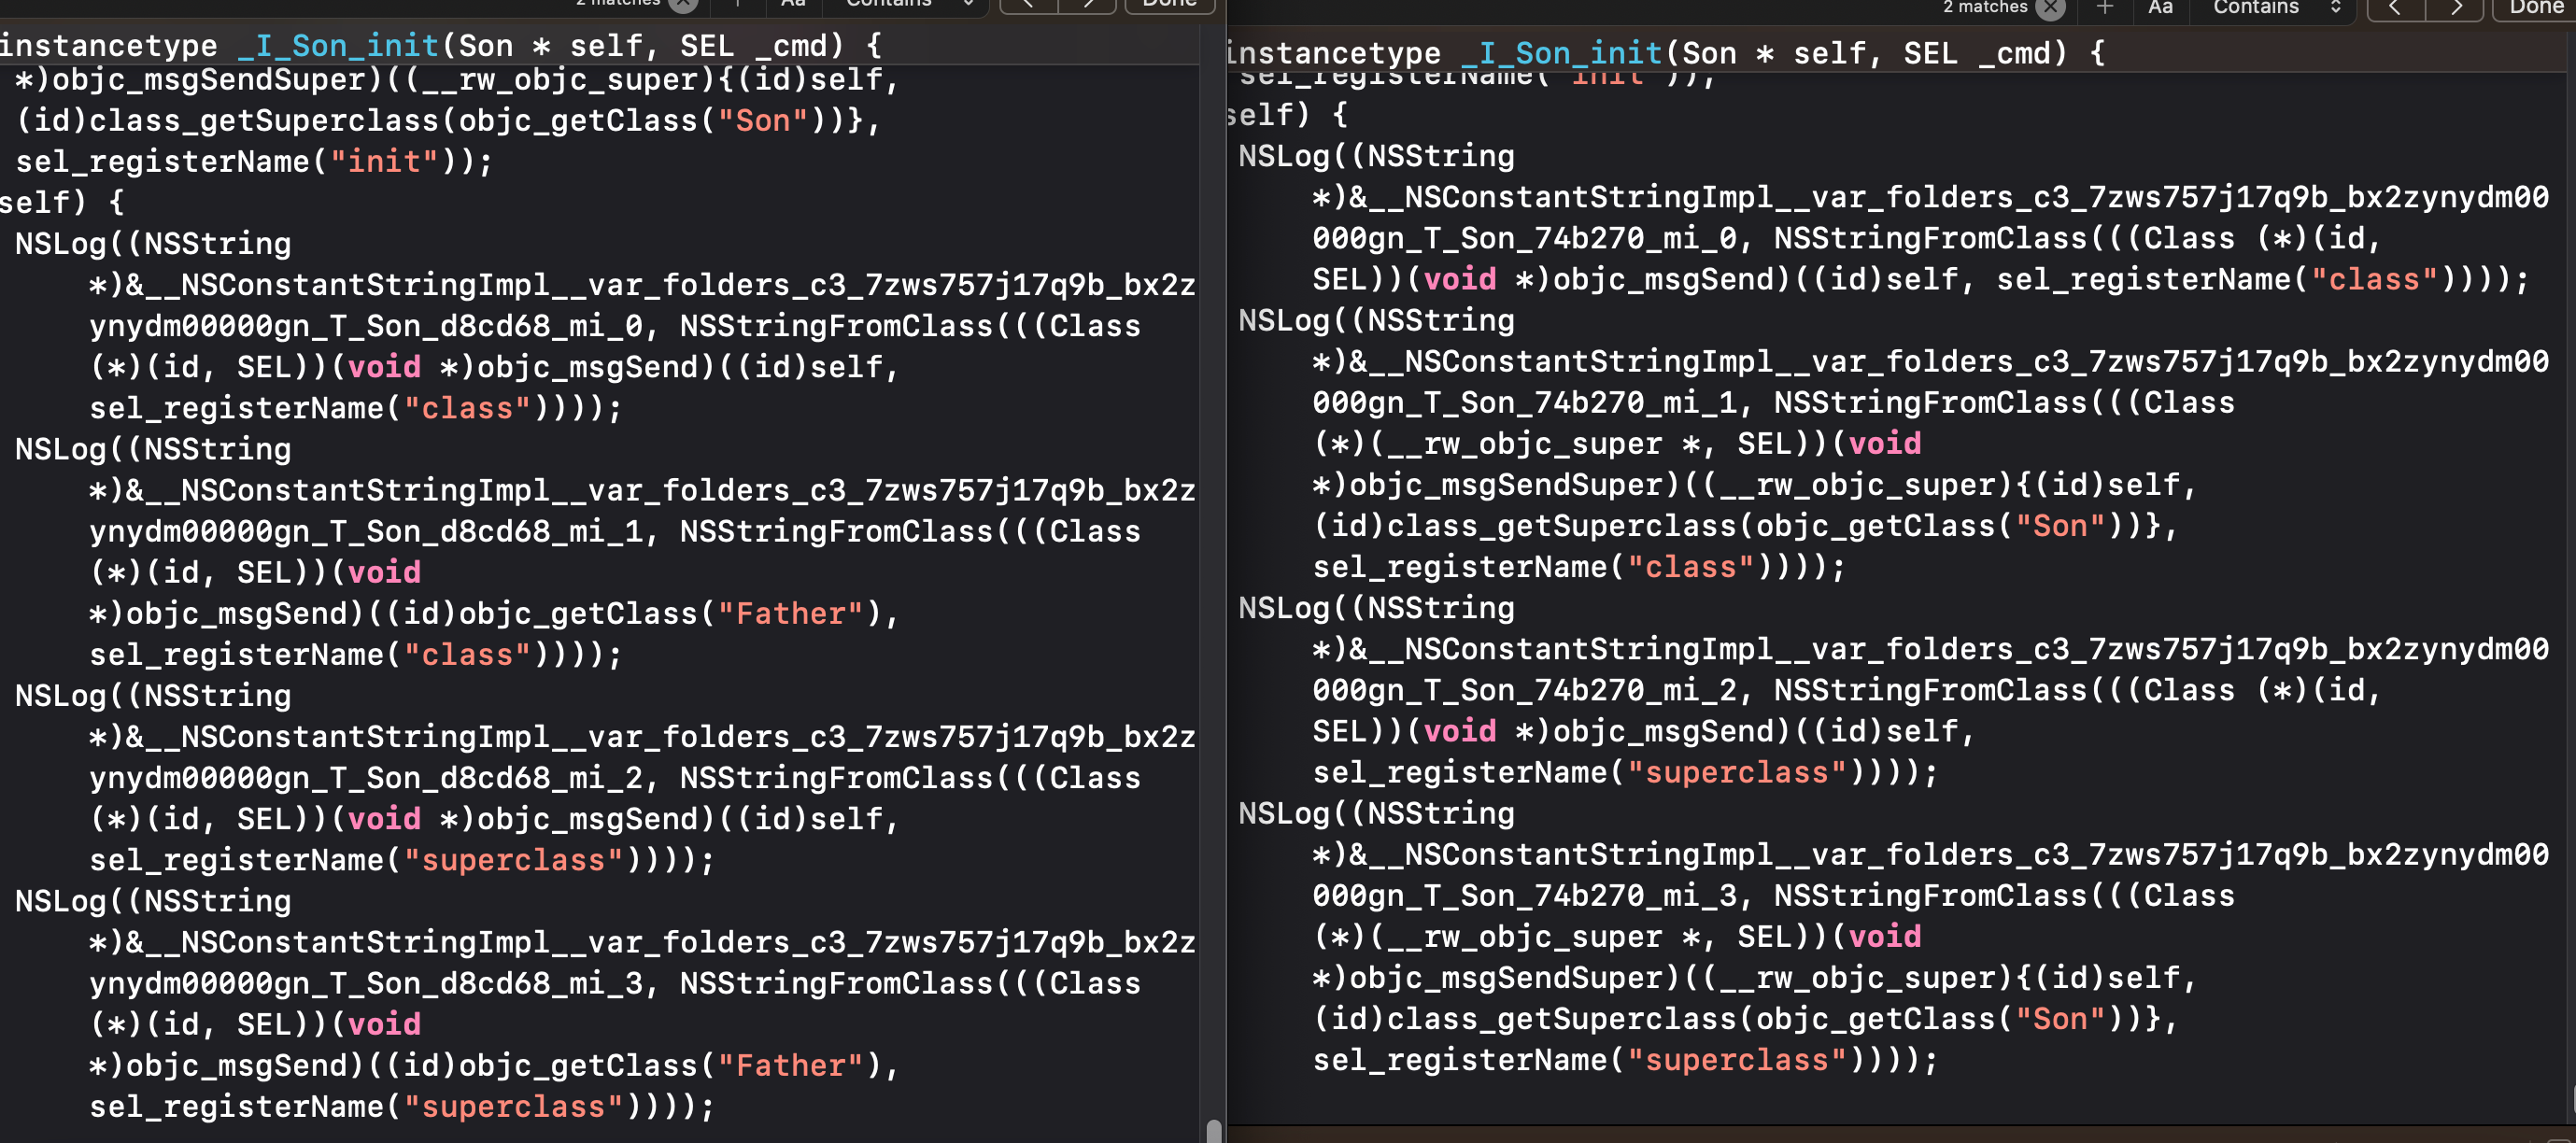 2 matches
Aa
Contains
Done
instancetype _I_Son_init(Son * self, SEL _cmd) {
*)objc_msgSendSuper)((__rw_objc_super){(id)self,
(id)class_getSuperclass(objc_getClass("Son"))},
sel_registerName("init"));
self) {
NSLog((NSString
*)&__NSConstantStringImpl__var_folders_c3_7zws757j17q9b_bx2z
ynydm00000gn_T_Son_d8cd68_mi_0, NSStringFromClass(((Class
(*)(id, SEL))(void *)objc_msgSend)((id)self,
sel_registerName("class"))));
NSLog((NSString
*)&__NSConstantStringImpl__var_folders_c3_7zws757j17q9b_bx2z
ynydm00000gn_T_Son_d8cd68_mi_1, NSStringFromClass(((Class
(*)(id, SEL))(void
*)objc_msgSend)((id)objc_getClass("Father"),
sel_registerName("class"))));
NSLog((NSString
*)&__NSConstantStringImpl__var_folders_c3_7zws757j17q9b_bx2z
ynydm00000gn_T_Son_d8cd68_mi_2, NSStringFromClass(((Class
(*)(id, SEL))(void *)objc_msgSend)((id)self,
sel_registerName("superclass"))));
NSLog((NSString
*)&__NSConstantStringImpl__var_folders_c3_7zws757j17q9b_bx2z
ynydm00000gn_T_Son_d8cd68_mi_3, NSStringFromClass(((Class
(*)(id, SEL))(void
*)objc_msgSend)((id)objc_getClass("Father"),
sel_registerName("superclass"))));
2 matches
Aa
Contains
Done
instancetype _I_Son_init(Son * self, SEL _cmd) {
sel_registerName("init"));
self) {
NSLog((NSString
*)&__NSConstantStringImpl__var_folders_c3_7zws757j17q9b_bx2zynydm00
000gn_T_Son_74b270_mi_0, NSStringFromClass(((Class (*)(id,
SEL))(void *)objc_msgSend)((id)self, sel_registerName("class"))));
NSLog((NSString
*)&__NSConstantStringImpl__var_folders_c3_7zws757j17q9b_bx2zynydm00
000gn_T_Son_74b270_mi_1, NSStringFromClass(((Class
(*)(__rw_objc_super *, SEL))(void
*)objc_msgSendSuper)((__rw_objc_super){(id)self,
(id)class_getSuperclass(objc_getClass("Son"))},
sel_registerName("class"))));
NSLog((NSString
*)&__NSConstantStringImpl__var_folders_c3_7zws757j17q9b_bx2zynydm00
000gn_T_Son_74b270_mi_2, NSStringFromClass(((Class (*)(id,
SEL))(void *)objc_msgSend)((id)self,
sel_registerName("superclass"))));
NSLog((NSString
*)&__NSConstantStringImpl__var_folders_c3_7zws757j17q9b_bx2zynydm00
000gn_T_Son_74b270_mi_3, NSStringFromClass(((Class
(*)(__rw_objc_super *, SEL))(void
*)objc_msgSendSuper)((__rw_objc_super){(id)self,
(id)class_getSuperclass(objc_getClass("Son"))},
sel_registerName("superclass"))));